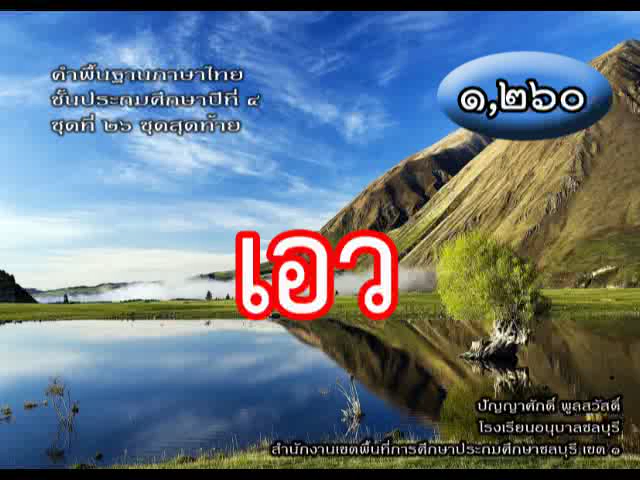 คำพื้นฐานภาษาไทย
ชั้นประถมศึกษาปีที่ ๔
ชุดที่ ๒๖ ชุดสุดท้าย
๑,๒๖๐
เอว
ปัญญาศักดิ์ พูลสวัสดิ์
โรงเรียนอนุบาลชลบุรี
สำนักงานเขตพื้นที่การศึกษาประถมศึกษาชลบุรี เขต ๑